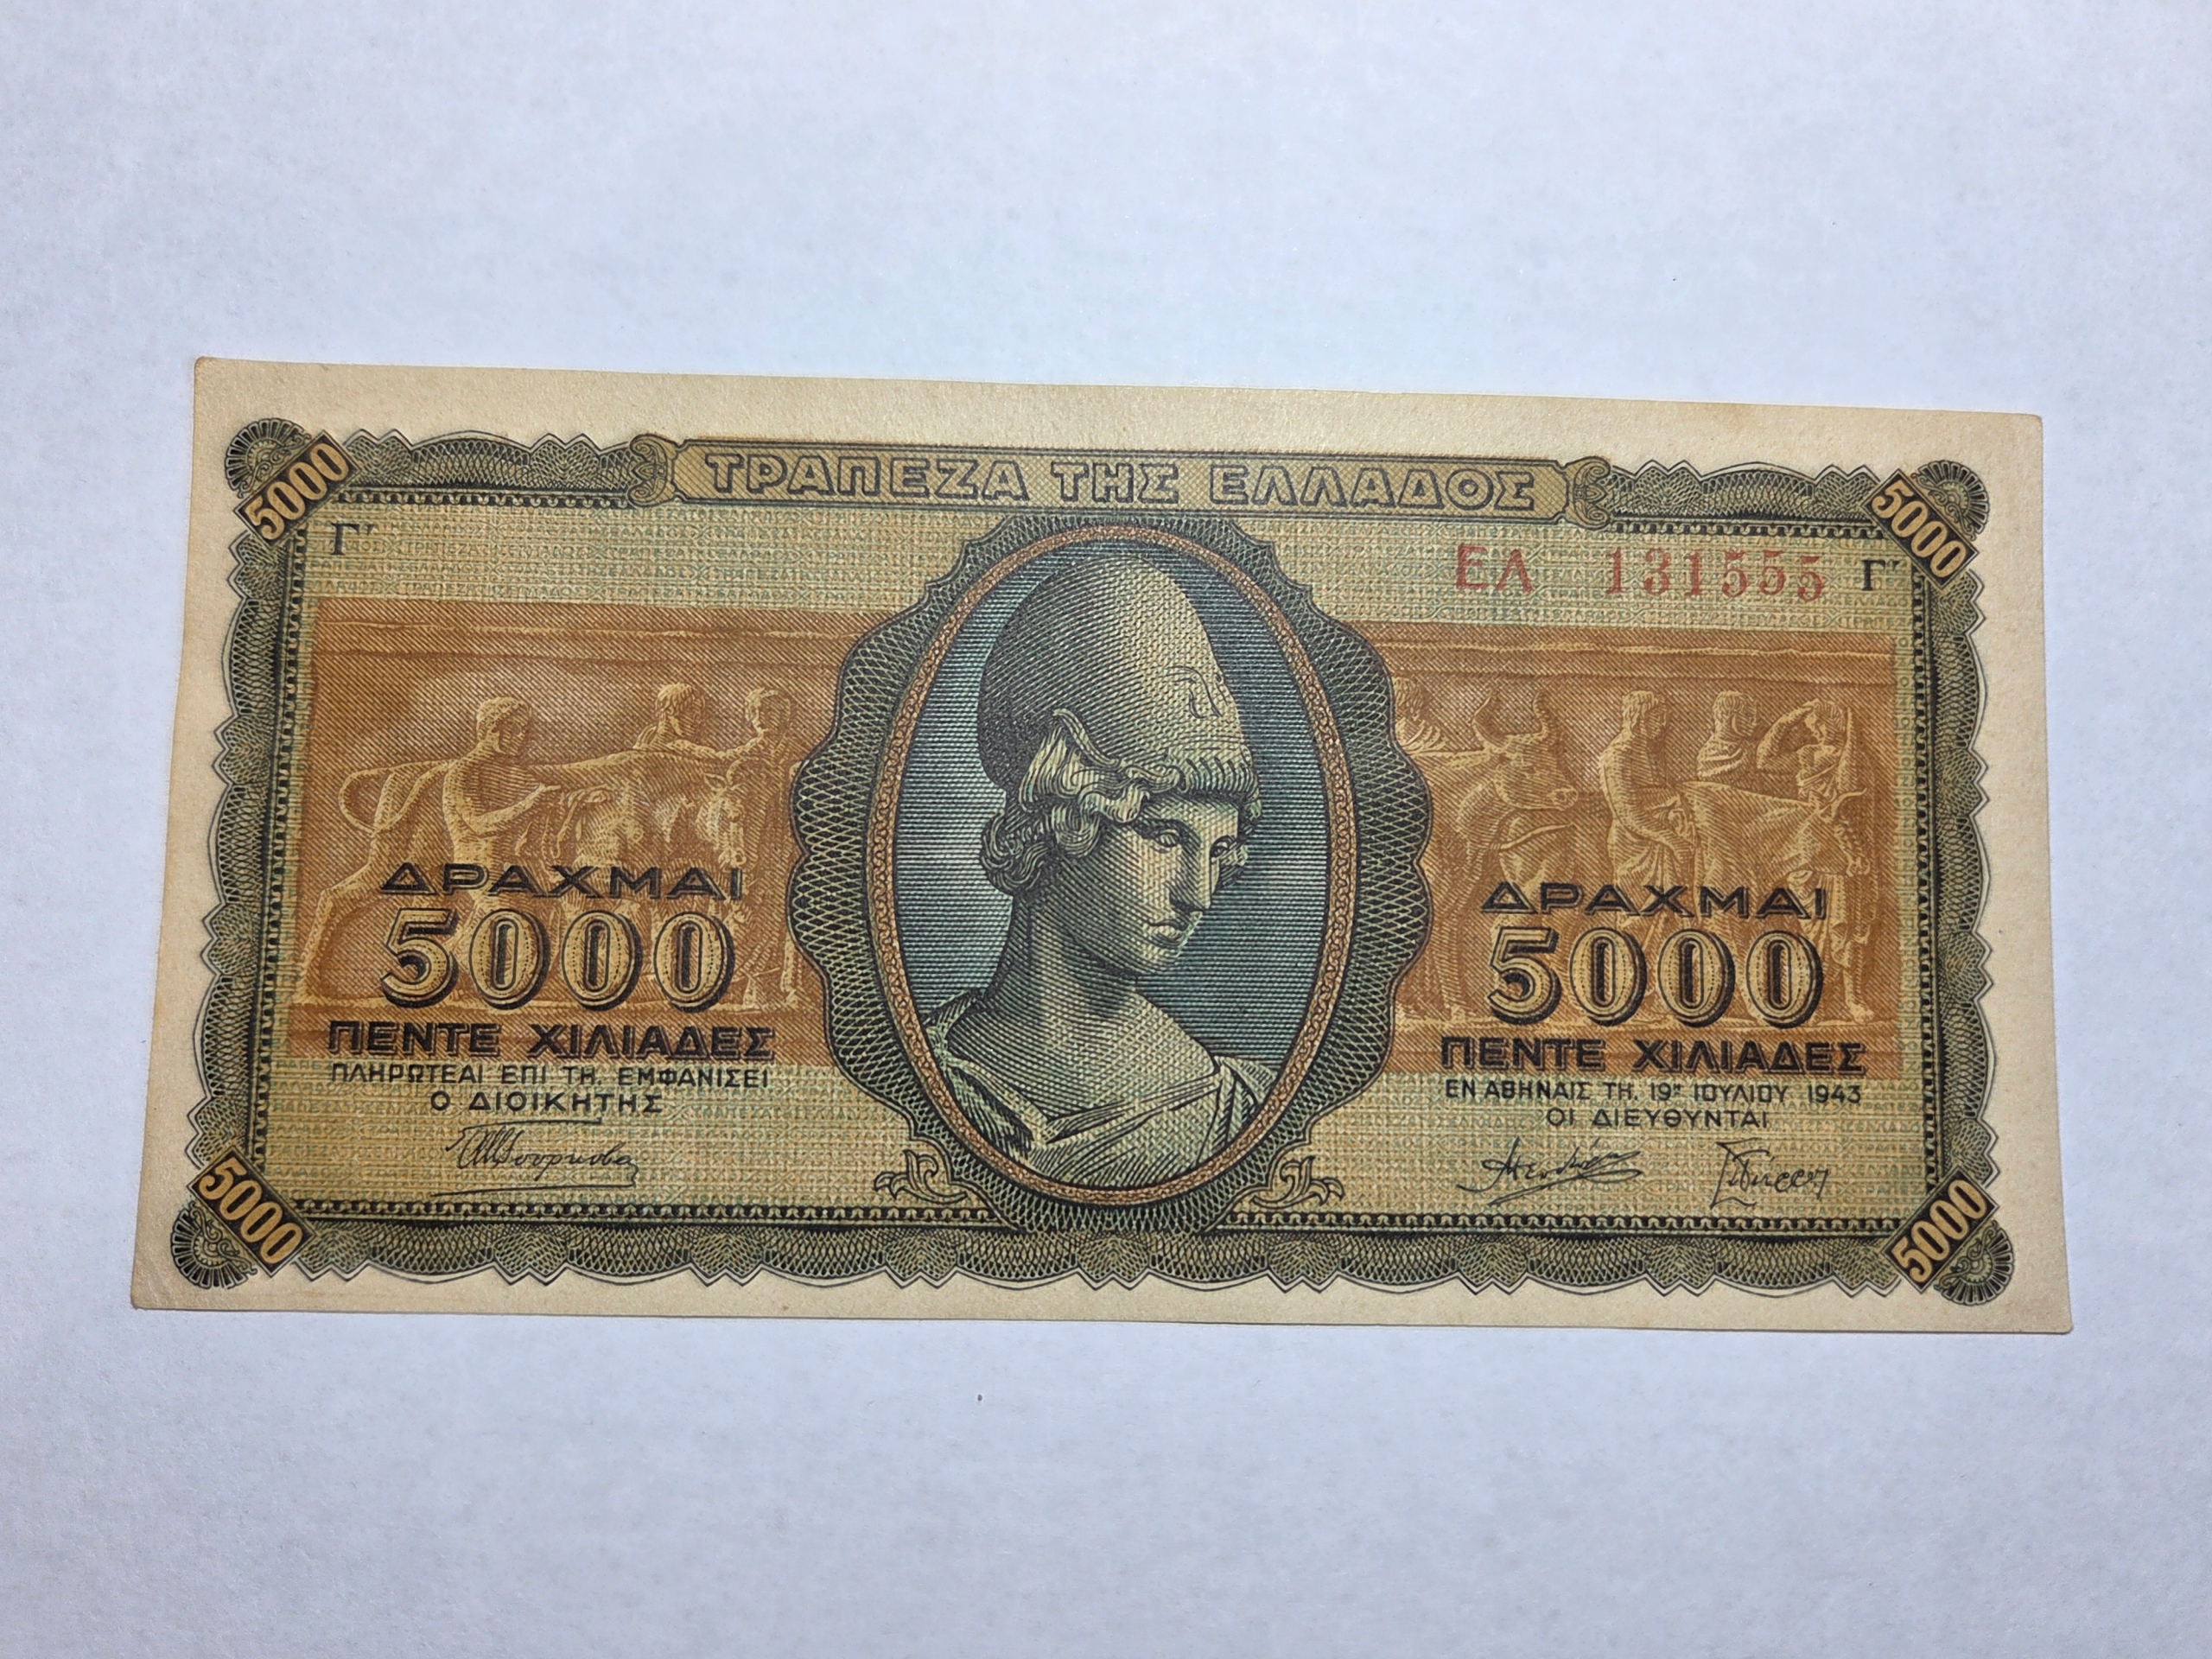 5000 ΤΡΑΠΕΖΑ ΤΗΣ ΕΛΛΑΔΟΣ 5000
Γ'
ΕΛ 131555 Γ'
ΔΡΑΧΜΑΙ
5000
ΠΕΝΤΕ ΧΙΛΙΑΔΕΣ
ΠΛΗΡΩΤΕΑΙ ΕΠΙ ΤΗ, ΕΜΦΑΝΙΣΕΙ
Ο ΔΙΟΙΚΗΤΗΣ
ΔΡΑΧΜΑΙ
5000
ΠΕΝΤΕ ΧΙΛΙΑΔΕΣ
ΕΝ ΑΘΗΝΑΙΣ ΤΗ, 19ῃ ΙΟΥΛΙΟΥ 1943
ΟΙ ΔΙΕΥΘΥΝΤΑΙ
5000
5000